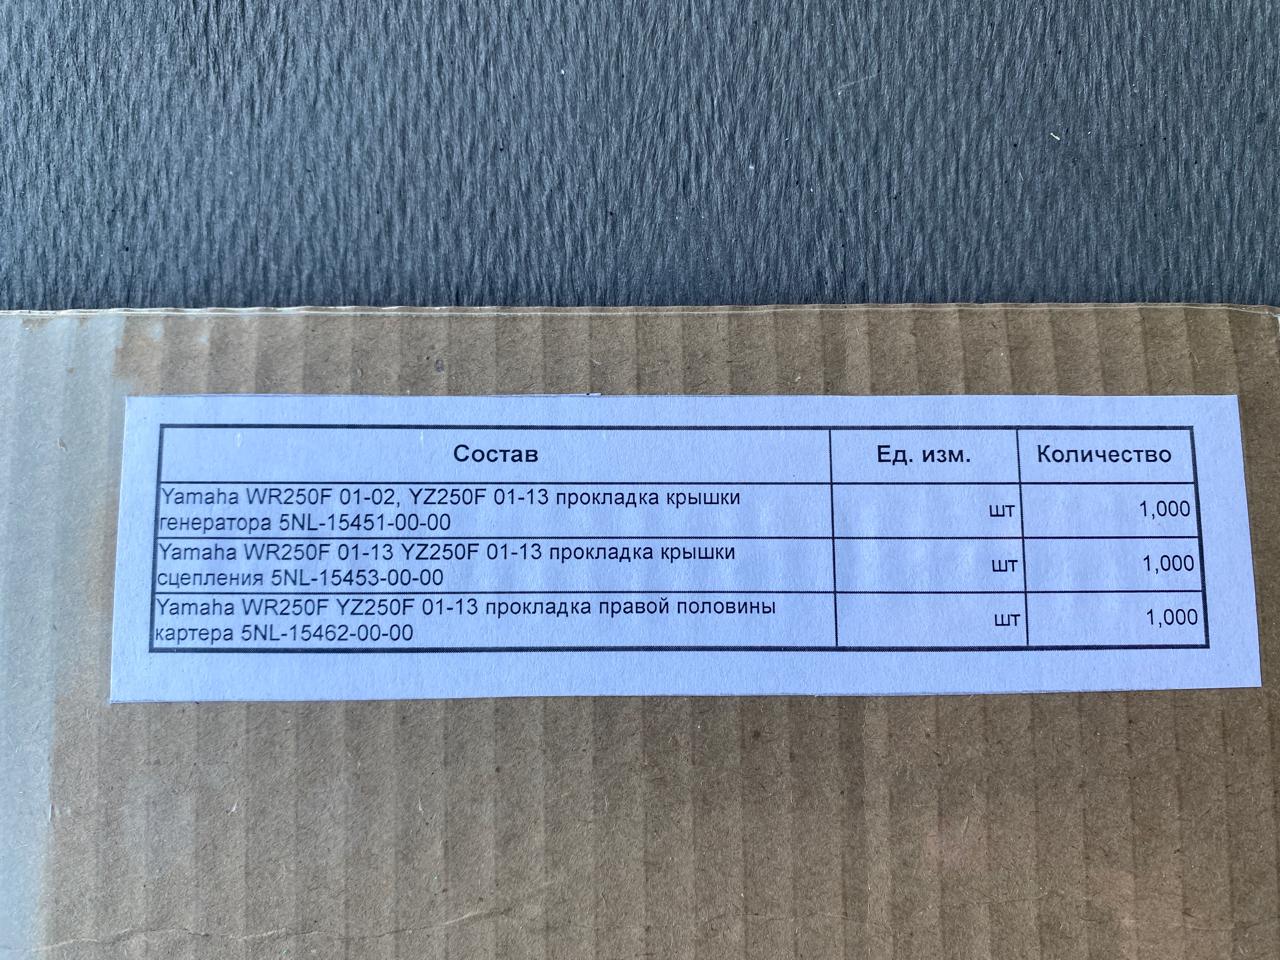 Состав Ед. изм. Количество
Yamaha WR250F 01-02, YZ250F 01-13 прокладка крышки
генератора 5NL-15451-00-00 шт 1,000
Yamaha WR250F 01-13 YZ250F 01-13 прокладка крышки
сцепления 5NL-15453-00-00 шт 1,000
Yamaha WR250F YZ250F 01-13 прокладка правой половины
картера 5NL-15462-00-00 шт 1,000